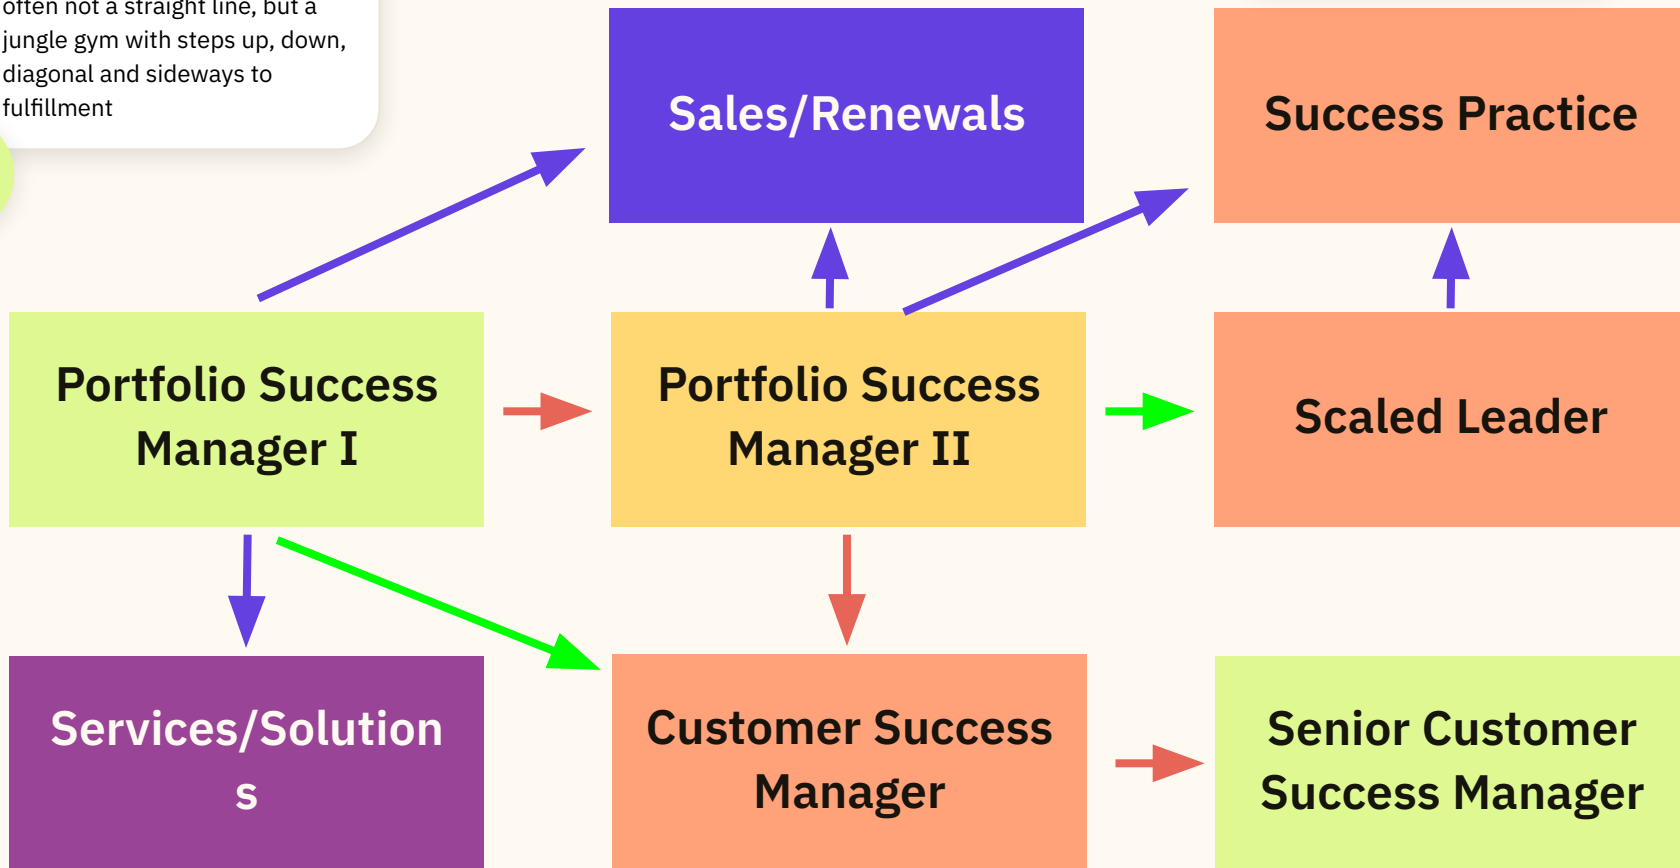 often not a straight line, but a
jungle gym with steps up, down,
diagonal and sideways to
fulfillment
Sales/Renewals
Success Practice
Portfolio Success
Manager I
Portfolio Success
Manager II
Scaled Leader
Services/Solution
s
Customer Success
Manager
Senior Customer
Success Manager